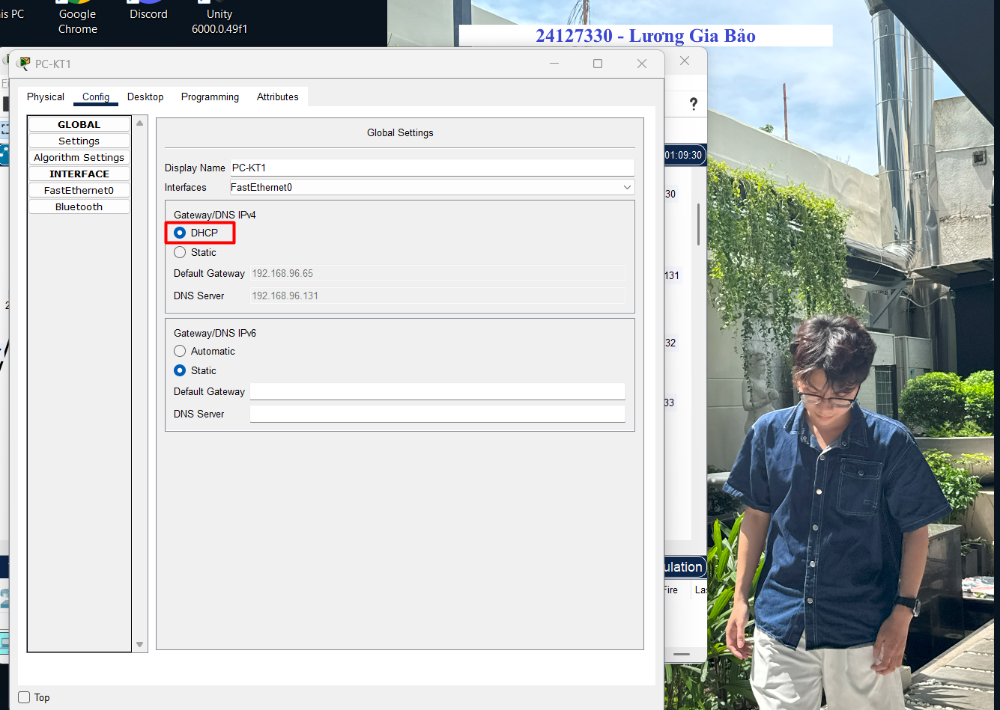 is PC
Google
Chrome
Discord
Unity
6000.0.49f1
24127330 - Lương Gia Bảo
PC-KT1
Physical
Config
Desktop
Programming
Attributes
?
GLOBAL
Settings
Algorithm Settings
INTERFACE
FastEthernet0
Bluetooth
Global Settings
Display Name PC-KT1
Interfaces FastEthernet0
Gateway/DNS IPv4
DHCP
Static
Default Gateway 192.168.96.65
DNS Server 192.168.96.131
Gateway/DNS IPv6
Automatic
Static
Default Gateway
DNS Server
Top
01:09:30
30
131
32
33
ulation
Fire Las